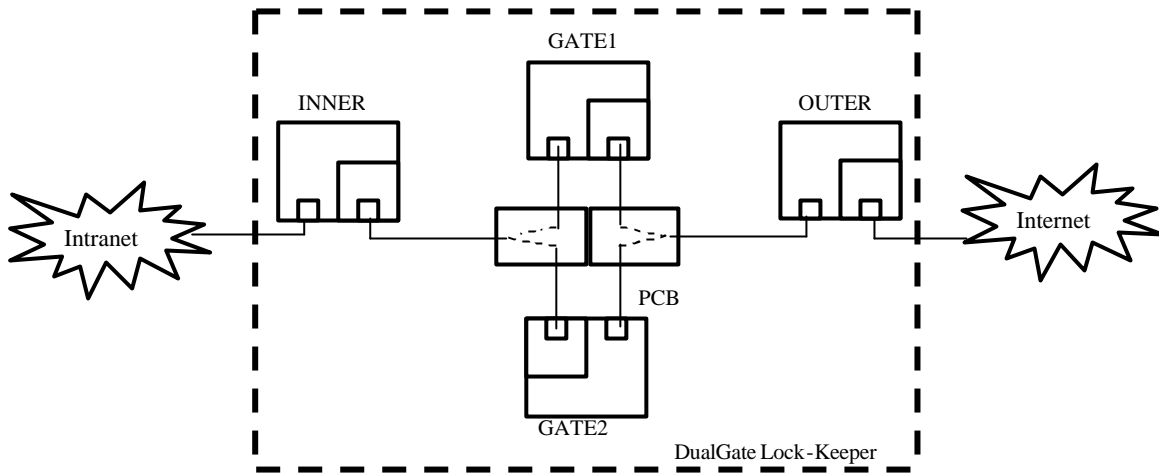 GATE1
INNER
OUTER
Intranet
Internet
PCB
GATE2
DualGate Lock-Keeper